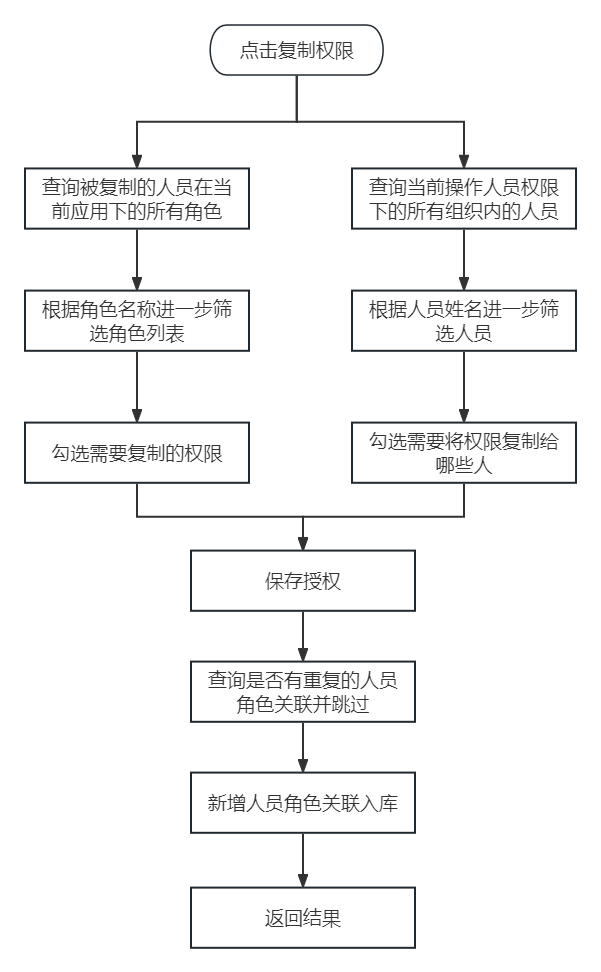 点击复制权限
查询被复制的人员在当
前应用下的所有角色
查询当前操作人员权限
下的所有组织内的人员
根据角色名称进一步筛
选角色列表
根据人员姓名进一步筛
选人员
勾选需要复制的权限
勾选需要将权限复制给
哪些人
保存授权
查询是否有重复的人员
角色关联并跳过
新增人员角色关联入库
返回结果